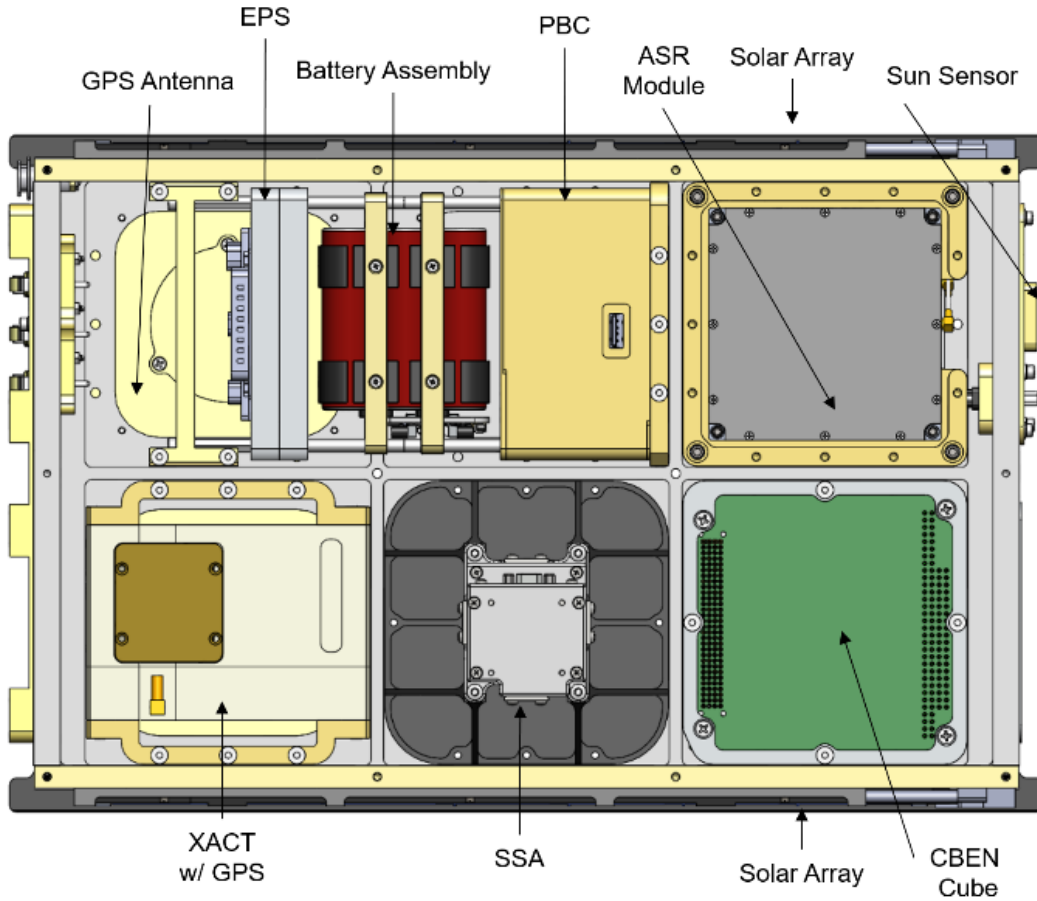 EPS
PBC
Battery Assembly
ASR
Module
Solar Array
Sun Sensor
GPS Antenna
XACT
w/ GPS
SSA
Solar Array
CBEN
Cube